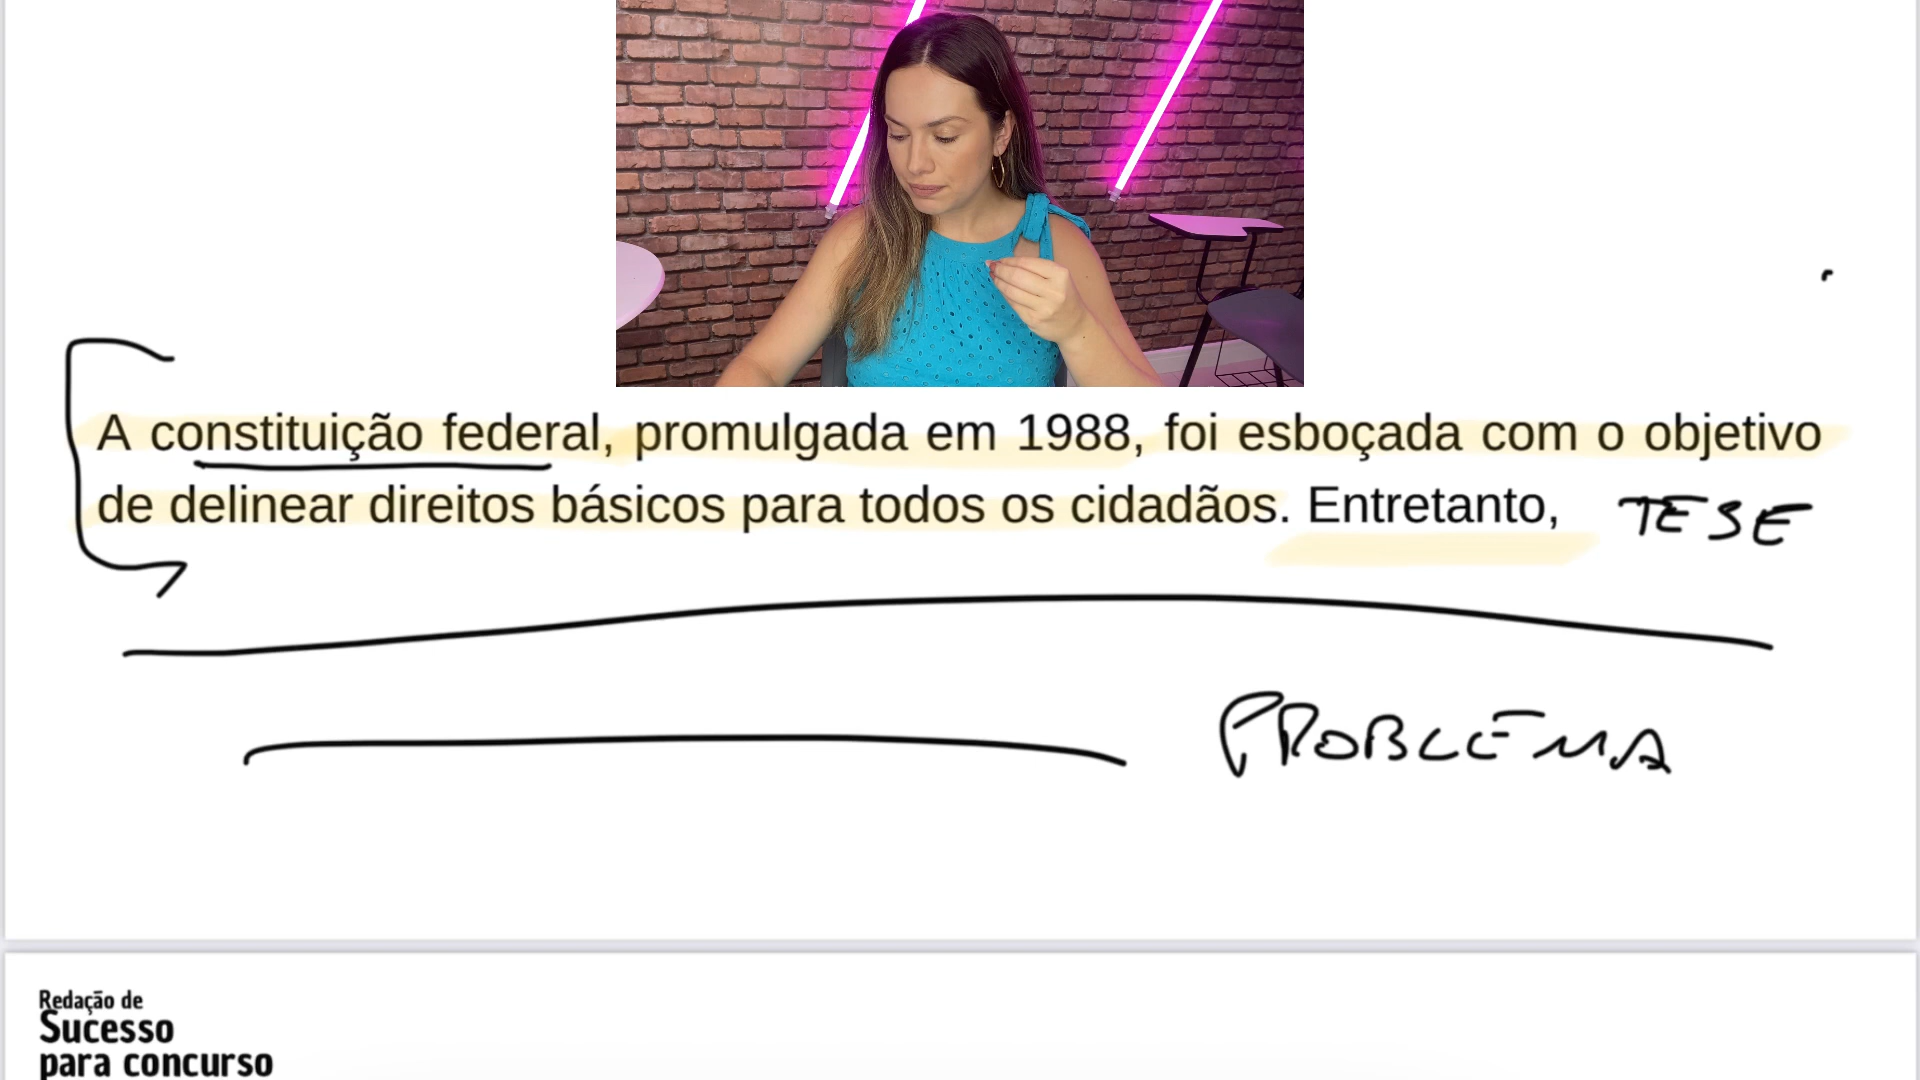 A constituição federal, promulgada em 1988, foi esboçada com o objetivo
de delinear direitos básicos para todos os cidadãos. Entretanto, TESE
PROBLEMA
Redação de
Sucesso
para concurso